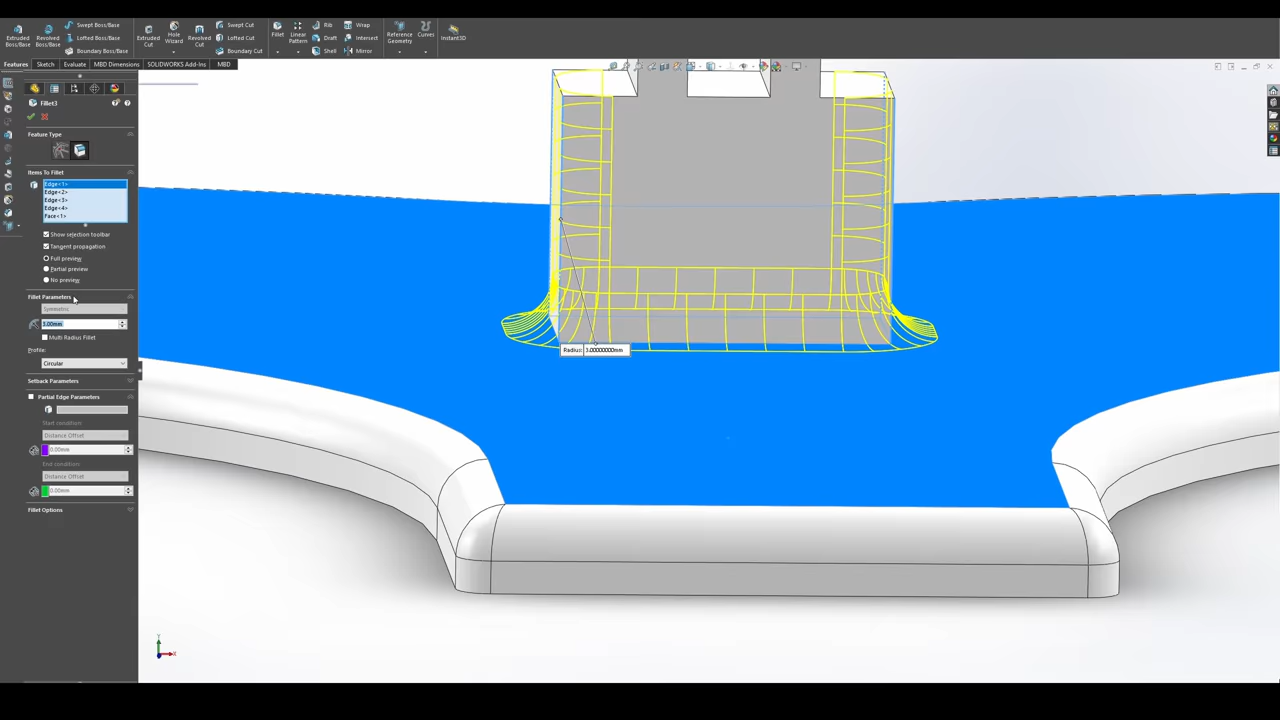 Extruded Boss/Base
Revolved Boss/Base
Swept Boss/Base
Lofted Boss/Base
Boundary Boss/Base
Extruded Cut
Hole Wizard
Revolved Cut
Swept Cut
Lofted Cut
Boundary Cut
Fillet
Linear Pattern
Rib
Draft
Shell
Wrap
Intersect
Mirror
Reference Geometry
Curves
Instant3D
Features
Sketch
Evaluate
MBD Dimensions
SOLIDWORKS Add-Ins
MBD
Fillet3
Feature Type
Items To Fillet
Edge<1>
Edge<2>
Edge<3>
Edge<4>
Face<1>
Show selection toolbar
Tangent propagation
Full preview
Partial preview
No preview
Fillet Parameters
Symmetric
3.00mm
Multi Radius Fillet
Profile:
Circular
Setback Parameters
Partial Edge Parameters
Start condition:
Distance Offset
0.00mm
End condition:
Distance Offset
0.00mm
Fillet Options
Radius: 3.00000000mm
Y
X